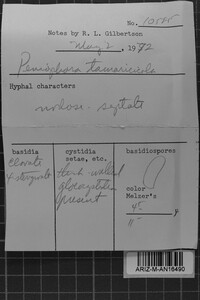 No. 10525
Notes by R. L. Gilbertson
May 2, 1972
Peniophora tamaricicola
Hyphal characters
nodose-septate
basidia
cystidia
setae, etc.
basidiospores
clavate
4 sterigmate
thick walled
gloeocystidia
present
color
Melzer's
μ
ARIZ-M-AN16490